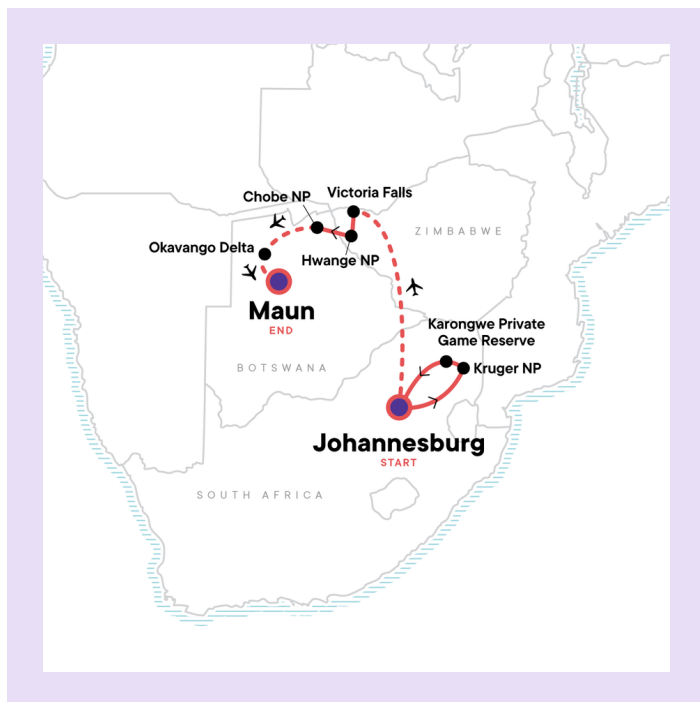 Chobe NP
Victoria Falls
ZIMBABWE
Okavango Delta
Hwange NP
Maun
END
Karongwe Private
Game Reserve
BOTSWANA
Kruger NP
Johannesburg
START
SOUTH AFRICA